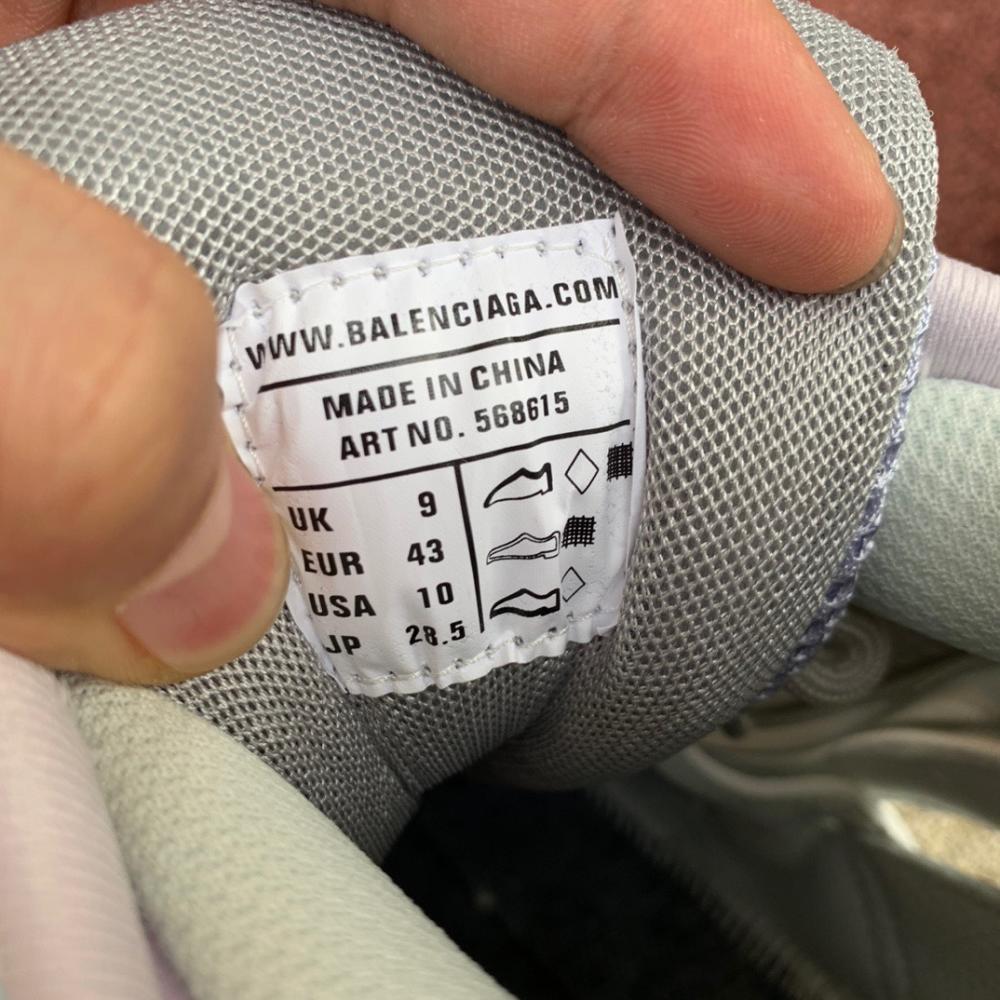 WWW.BALENCIAGA.COM
MADE IN CHINA
ART NO. 568615
UK 9
EUR 43
USA 10
JP 28.5